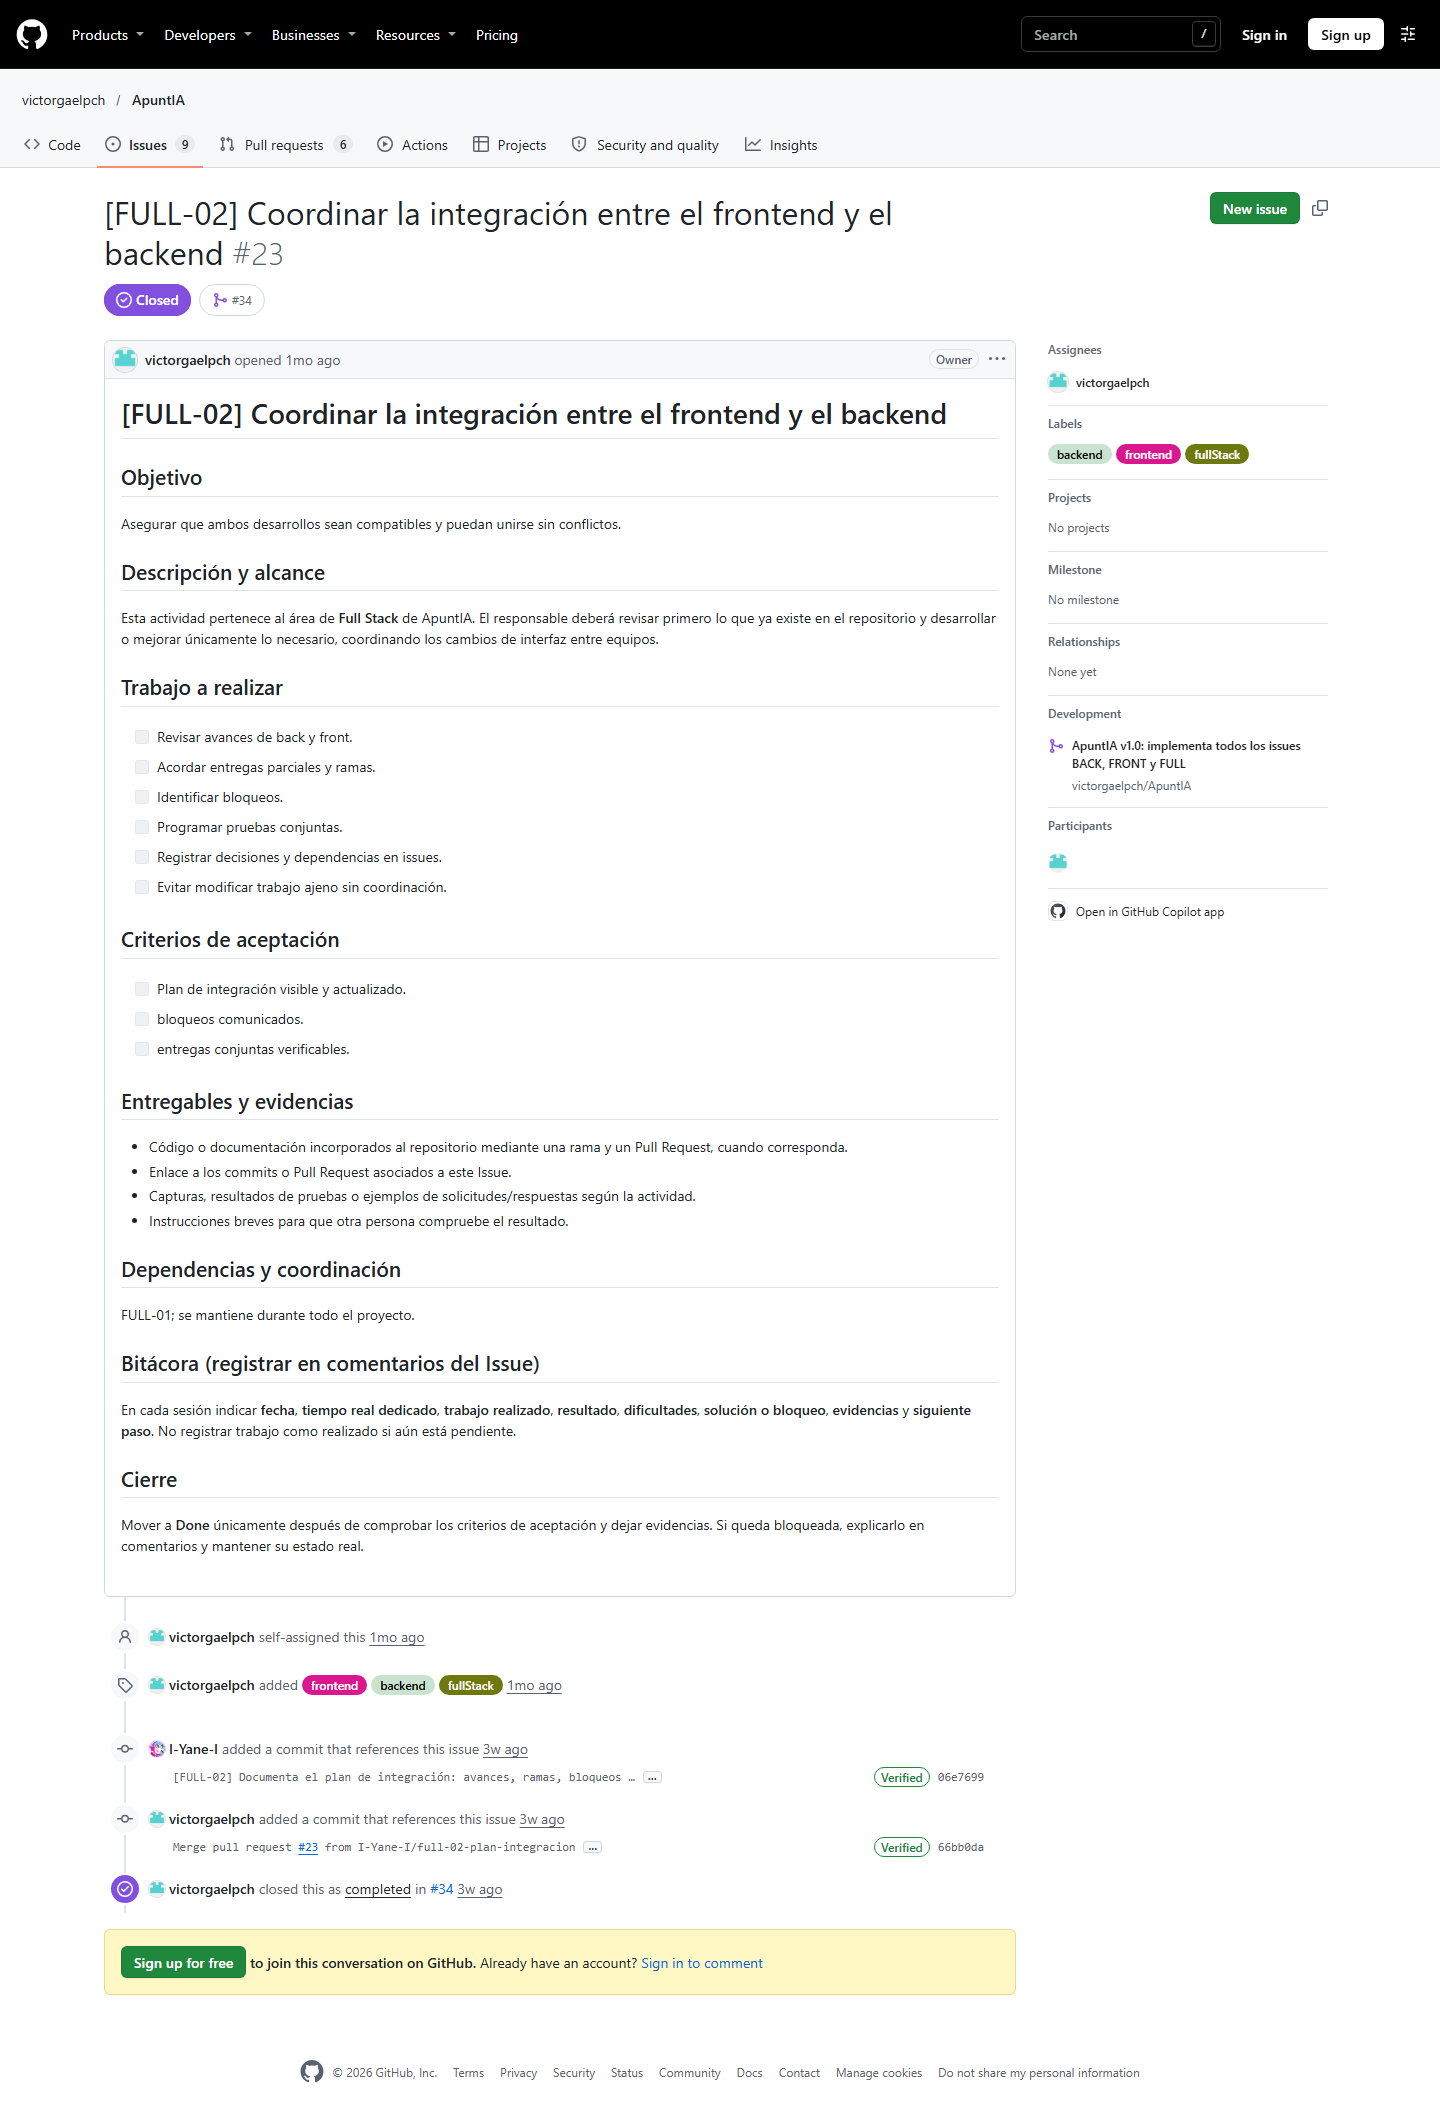 Products
Developers
Businesses
Resources
Pricing
Search
/
Sign in
Sign up
victorgaelpch / ApuntIA
Code
Issues 9
Pull requests 6
Actions
Projects
Security and quality
Insights
[FULL-02] Coordinar la integración entre el frontend y el
backend #23
New issue
Closed
#34
victorgaelpch opened 1mo ago
Owner
[FULL-02] Coordinar la integración entre el frontend y el backend
Objetivo
Asegurar que ambos desarrollos sean compatibles y puedan unirse sin conflictos.
Descripción y alcance
Esta actividad pertenece al área de Full Stack de ApuntIA. El responsable deberá revisar primero lo que ya existe en el repositorio y desarrollar
o mejorar únicamente lo necesario, coordinando los cambios de interfaz entre equipos.
Trabajo a realizar
Revisar avances de back y front.
Acordar entregas parciales y ramas.
Identificar bloqueos.
Programar pruebas conjuntas.
Registrar decisiones y dependencias en issues.
Evitar modificar trabajo ajeno sin coordinación.
Criterios de aceptación
Plan de integración visible y actualizado.
bloqueos comunicados.
entregas conjuntas verificables.
Entregables y evidencias
Código o documentación incorporados al repositorio mediante una rama y un Pull Request, cuando corresponda.
Enlace a los commits o Pull Request asociados a este Issue.
Capturas, resultados de pruebas o ejemplos de solicitudes/respuestas según la actividad.
Instrucciones breves para que otra persona compruebe el resultado.
Dependencias y coordinación
FULL-01; se mantiene durante todo el proyecto.
Bitácora (registrar en comentarios del Issue)
En cada sesión indicar fecha, tiempo real dedicado, trabajo realizado, resultado, dificultades, solución o bloqueo, evidencias y siguiente
paso. No registrar trabajo como realizado si aún está pendiente.
Cierre
Mover a Done únicamente después de comprobar los criterios de aceptación y dejar evidencias. Si queda bloqueada, explicarlo en
comentarios y mantener su estado real.
victorgaelpch self-assigned this 1mo ago
victorgaelpch added frontend backend fullStack 1mo ago
I-Yane-I added a commit that references this issue 3w ago
[FULL-02] Documenta el plan de integración: avances, ramas, bloqueos … ...
Verified 06e7699
victorgaelpch added a commit that references this issue 3w ago
Merge pull request #23 from I-Yane-I/full-02-plan-integracion ...
Verified 66bb0da
victorgaelpch closed this as completed in #34 3w ago
Sign up for free to join this conversation on GitHub. Already have an account? Sign in to comment
Assignees
victorgaelpch
Labels
backend frontend fullStack
Projects
No projects
Milestone
No milestone
Relationships
None yet
Development
ApuntIA v1.0: implementa todos los issues
BACK, FRONT y FULL
victorgaelpch/ApuntIA
Participants
Open in GitHub Copilot app
© 2026 GitHub, Inc.
Terms
Privacy
Security
Status
Community
Docs
Contact
Manage cookies
Do not share my personal information